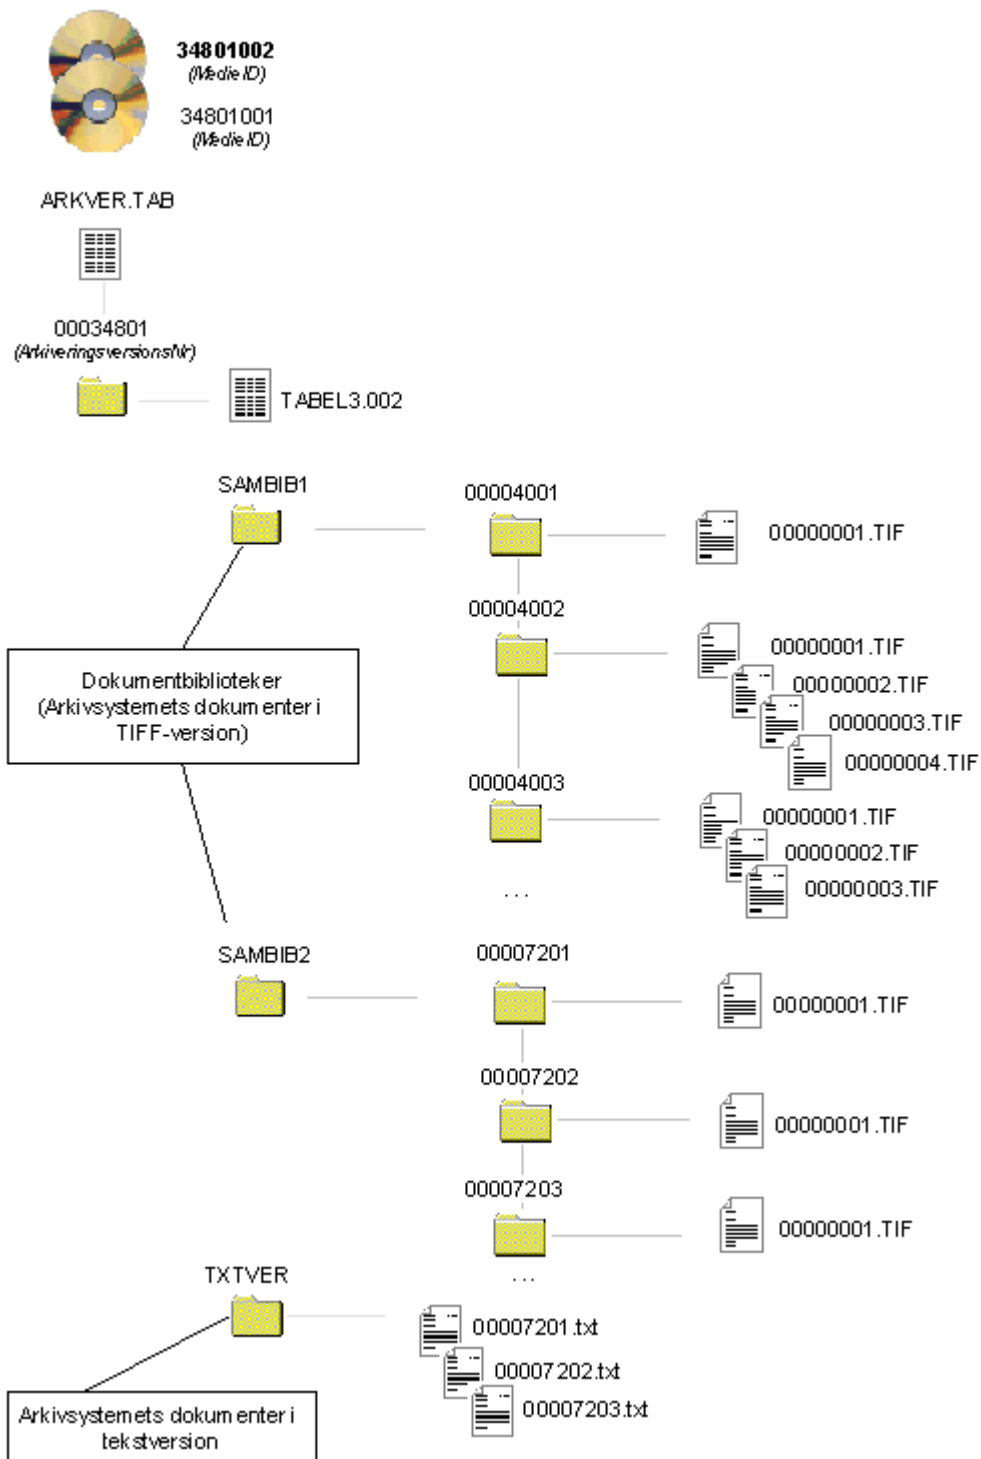 34801002
(Medie ID)
34801001
(Medie ID)
ARKVER.TAB
00034801
(ArkiveringsversionsNr)
TABEL3.002
SAMBIB1
00004001
00000001.TIF
00004002
00000001.TIF
00000002.TIF
00000003.TIF
00000004.TIF
Dokumentbiblioteker
(Arkivsystemets dokumenter i
TIFF-version)
00004003
00000001.TIF
00000002.TIF
00000003.TIF
...
SAMBIB2
00007201
00000001.TIF
00007202
00000001.TIF
00007203
00000001.TIF
...
TXTVER
00007201.txt
00007202.txt
00007203.txt
Arkivsystemets dokumenter i
tekstversion